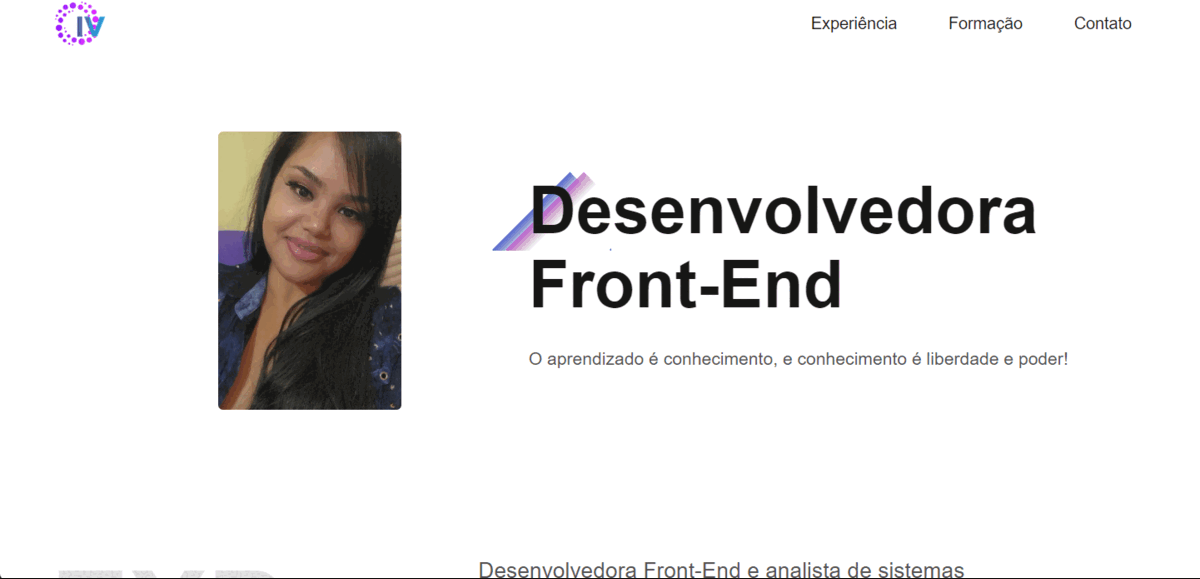 IV
Experiência
Formação
Contato
Desenvolvedora
Front-End
O aprendizado é conhecimento, e conhecimento é liberdade e poder!
Desenvolvedora Front-End e analista de sistemas